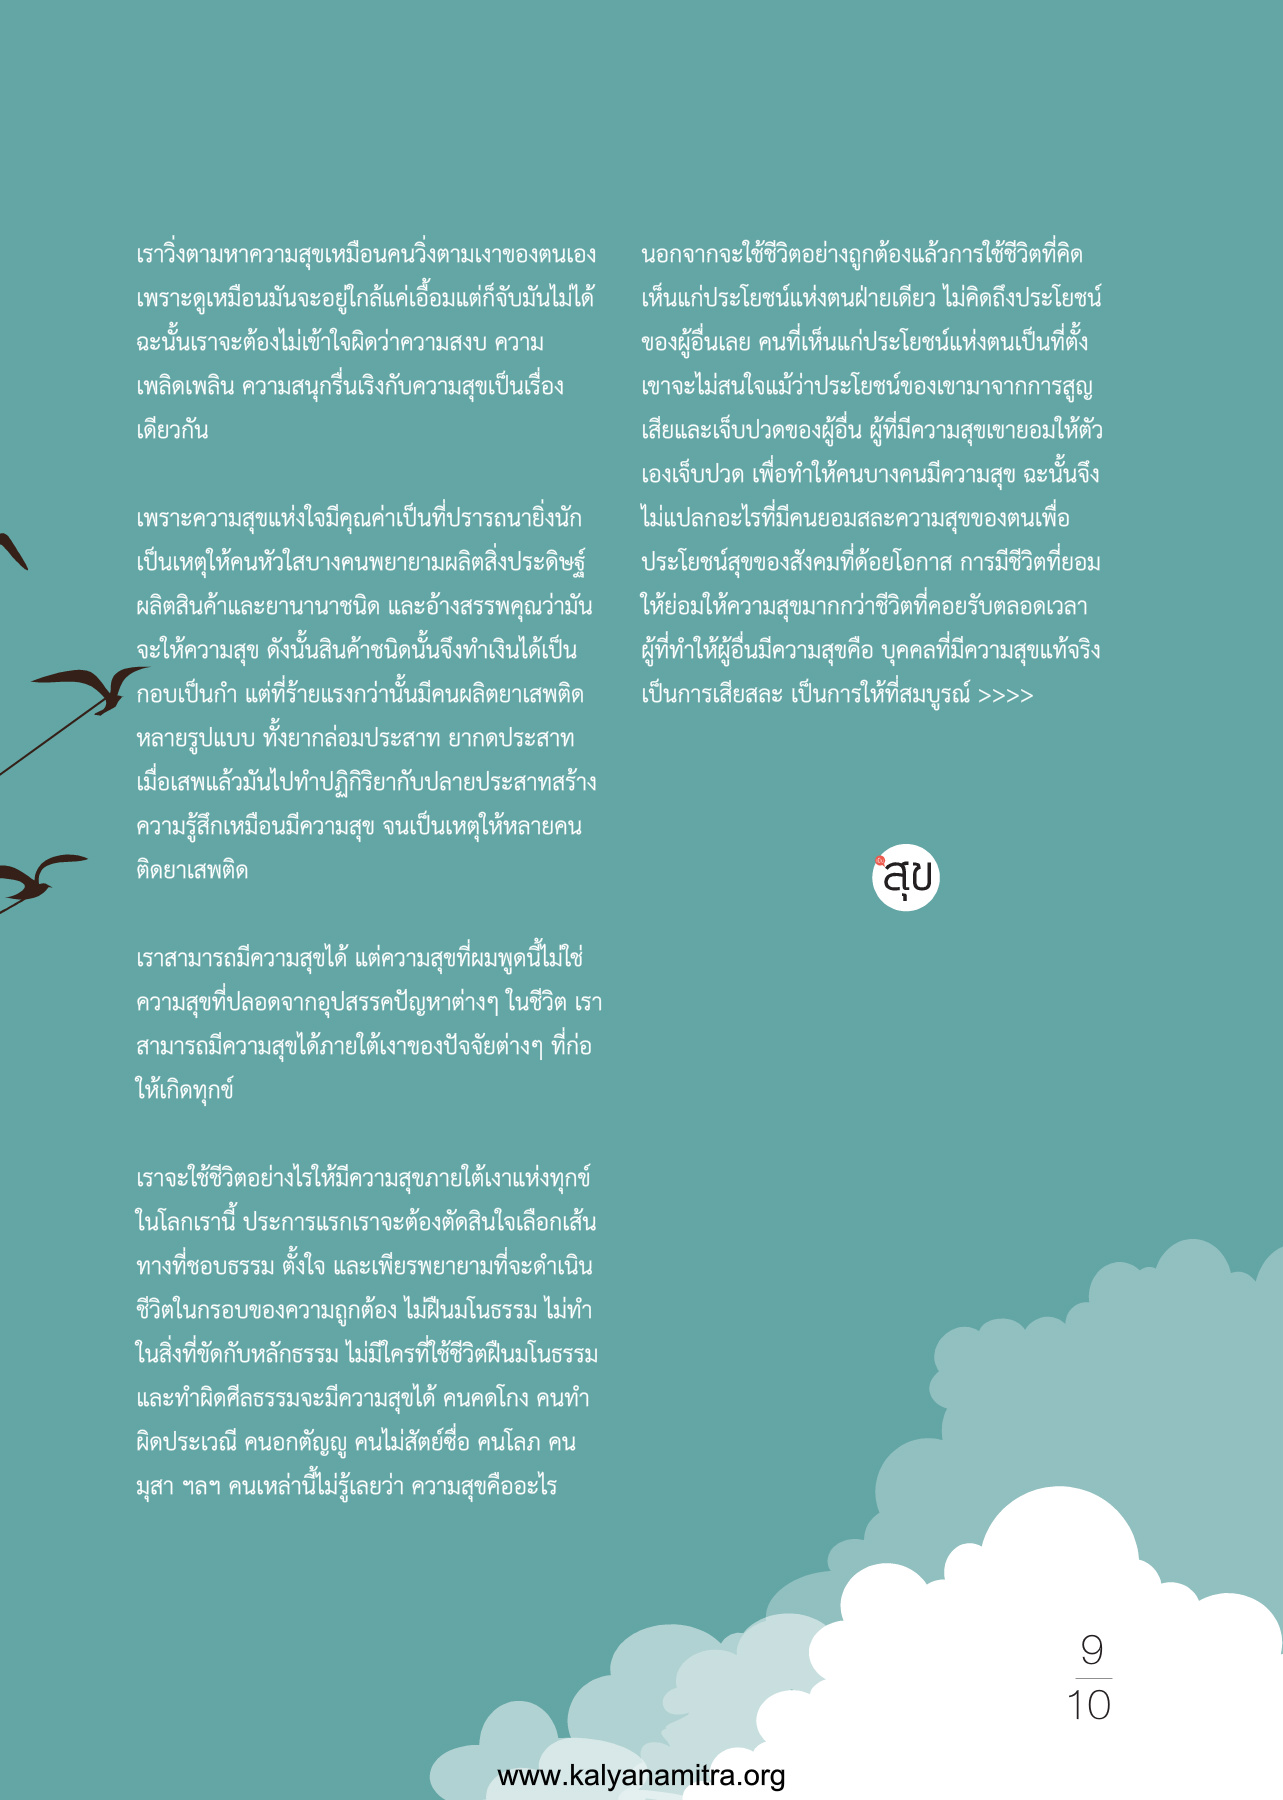 เราวิ่งตามหาความสุขเหมือนคนวิ่งตามเงาของตนเอง
เพราะดูเหมือนมันจะอยู่ใกล้แค่เอื้อมแต่ก็จับมันไม่ได้
ฉะนั้นเราจะต้องไม่เข้าใจผิดว่าความสงบ ความ
เพลิดเพลิน ความสนุกรื่นเริงกับความสุขเป็นเรื่อง
เดียวกัน
เพราะความสุขแห่งใจมีคุณค่าเป็นที่ปรารถนายิ่งนัก
เป็นเหตุให้คนหัวใสบางคนพยายามผลิตสิ่งประดิษฐ์
ผลิตสินค้าและยานานาชนิด และอ้างสรรพคุณว่ามัน
จะให้ความสุข ดังนั้นสินค้าชนิดนั้นจึงทำเงินได้เป็น
กอบเป็นกำ แต่ที่ร้ายแรงกว่านั้นมีคนผลิตยาเสพติด
หลายรูปแบบ ทั้งยากล่อมประสาท ยากดประสาท
เมื่อเสพแล้วมันไปทำปฏิกิริยากับปลายประสาทสร้าง
ความรู้สึกเหมือนมีความสุข จนเป็นเหตุให้หลายคน
ติดยาเสพติด
เราสามารถมีความสุขได้ แต่ความสุขที่ผมพูดนี้ไม่ใช่
ความสุขที่ปลอดจากอุปสรรคปัญหาต่างๆ ในชีวิต เรา
สามารถมีความสุขได้ภายใต้เงาของปัจจัยต่างๆ ที่ก่อ
ให้เกิดทุกข์
เราจะใช้ชีวิตอย่างไรให้มีความสุขภายใต้เงาแห่งทุกข์
ในโลกเรานี้ ประการแรกเราจะต้องตัดสินใจเลือกเส้น
ทางที่ชอบธรรม ตั้งใจ และเพียรพยายามที่จะดำเนิน
ชีวิตในกรอบของความถูกต้อง ไม่ฝืนมโนธรรม ไม่ทำ
ในสิ่งที่ขัดกับหลักธรรม ไม่มีใครที่ใช้ชีวิตฝืนมโนธรรม
และทำผิดศีลธรรมจะมีความสุขได้ คนคดโกง คนทำ
ผิดประเวณี คนอกตัญญู คนไม่สัตย์ซื่อ คนโลภ คน
มุสา ฯลฯ คนเหล่านี้ไม่รู้เลยว่า ความสุขคืออะไร
นอกจากจะใช้ชีวิตอย่างถูกต้องแล้วการใช้ชีวิตที่คิด
เห็นแก่ประโยชน์แห่งตนฝ่ายเดียว ไม่คิดถึงประโยชน์
ของผู้อื่นเลย คนที่เห็นแก่ประโยชน์แห่งตนเป็นที่ตั้ง
เขาจะไม่สนใจแม้ว่าประโยชน์ของเขามาจากการสูญ
เสียและเจ็บปวดของผู้อื่น ผู้ที่มีความสุขเขายอมให้ตัว
เองเจ็บปวด เพื่อทำให้คนบางคนมีความสุข ฉะนั้นจึง
ไม่แปลกอะไรที่มีคนยอมสละความสุขของตนเพื่อ
ประโยชน์สุขของสังคมที่ด้อยโอกาส การมีชีวิตที่ยอม
ให้ย่อมให้ความสุขมากกว่าชีวิตที่คอยรับตลอดเวลา
ผู้ที่ทำให้ผู้อื่นมีความสุขคือ บุคคลที่มีความสุขแท้จริง
เป็นการเสียสละ เป็นการให้ที่สมบูรณ์ >>>>
สุข
9
10
www.kalyanamitra.org